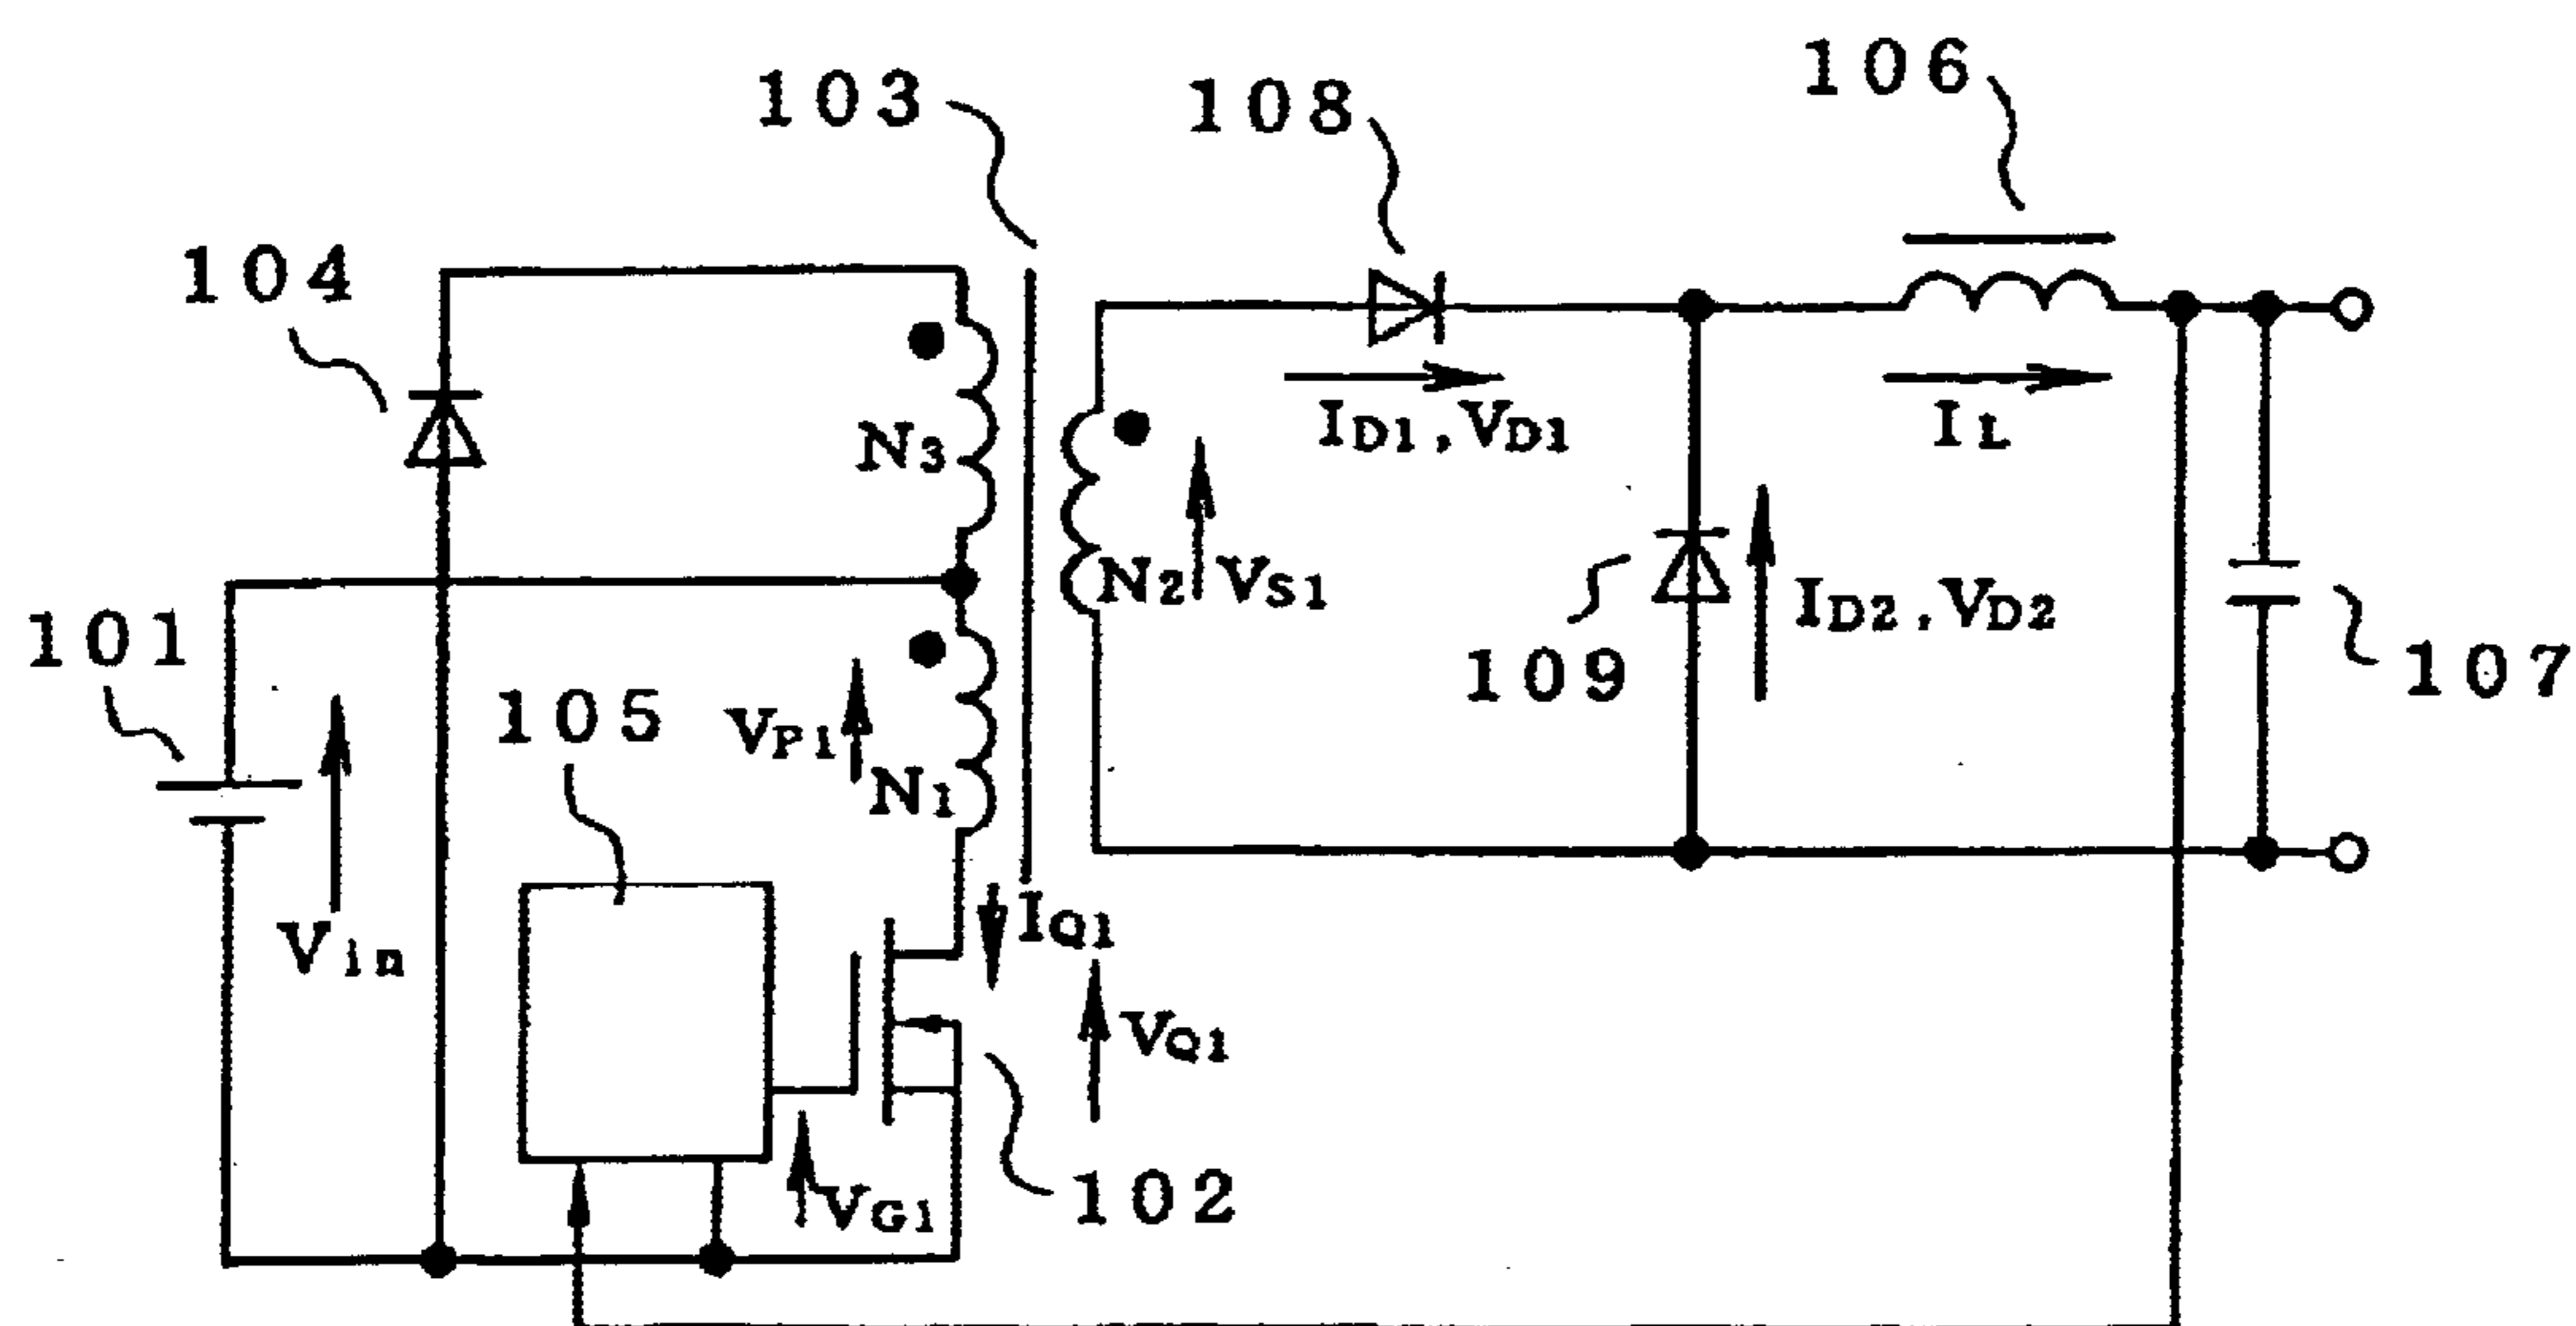 103
108
106
104
N3
ID1, VD1
IL
101
105
VP1
N1
N2
VS1
109
ID2, VD2
107
Vin
IQ1
VQ1
VG1
102